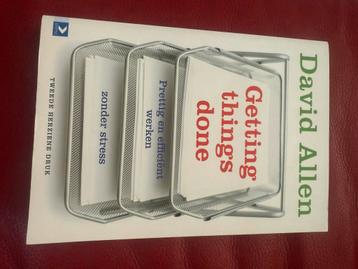 David Allen
Getting
things
done
Prettig en efficiënt
werken
zonder stress
TWEEDE HERZIENE DRUK